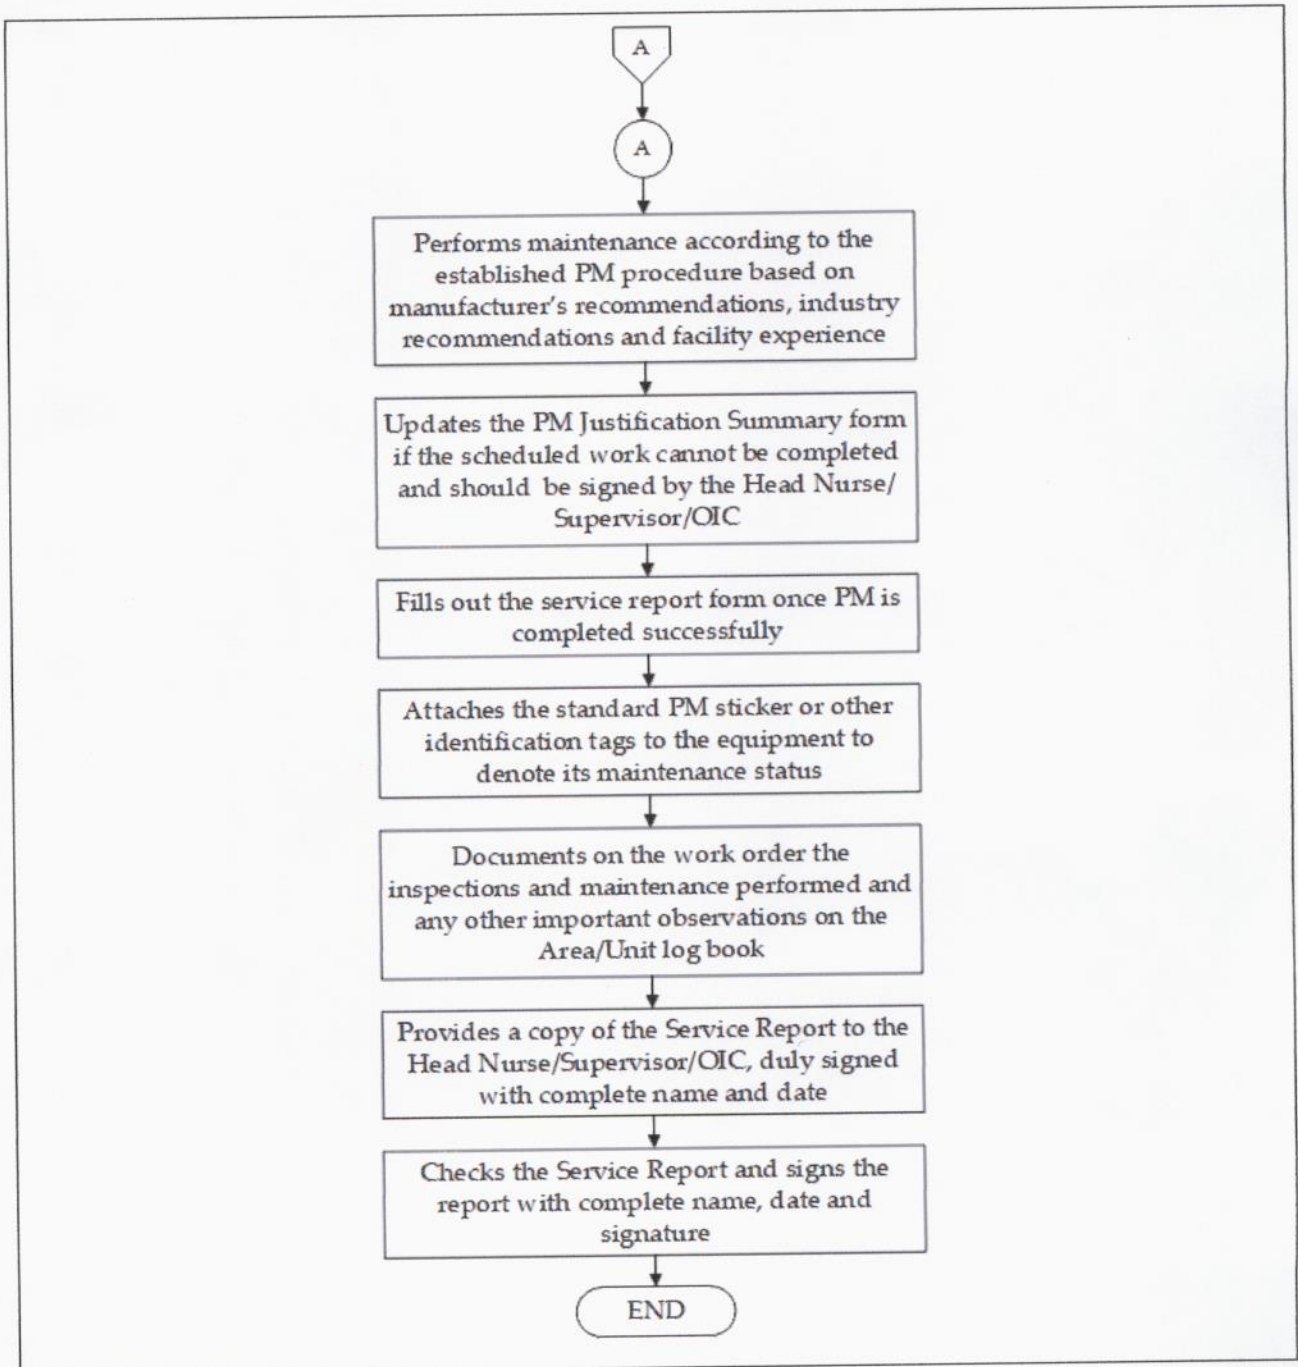 A
A
Performs maintenance according to the
established PM procedure based on
manufacturer's recommendations, industry
recommendations and facility experience
Updates the PM Justification Summary form
if the scheduled work cannot be completed
and should be signed by the Head Nurse/
Supervisor/OIC
Fills out the service report form once PM is
completed successfully
Attaches the standard PM sticker or other
identification tags to the equipment to
denote its maintenance status
Documents on the work order the
inspections and maintenance performed and
any other important observations on the
Area/Unit log book
Provides a copy of the Service Report to the
Head Nurse/Supervisor/OIC, duly signed
with complete name and date
Checks the Service Report and signs the
report with complete name, date and
signature
END